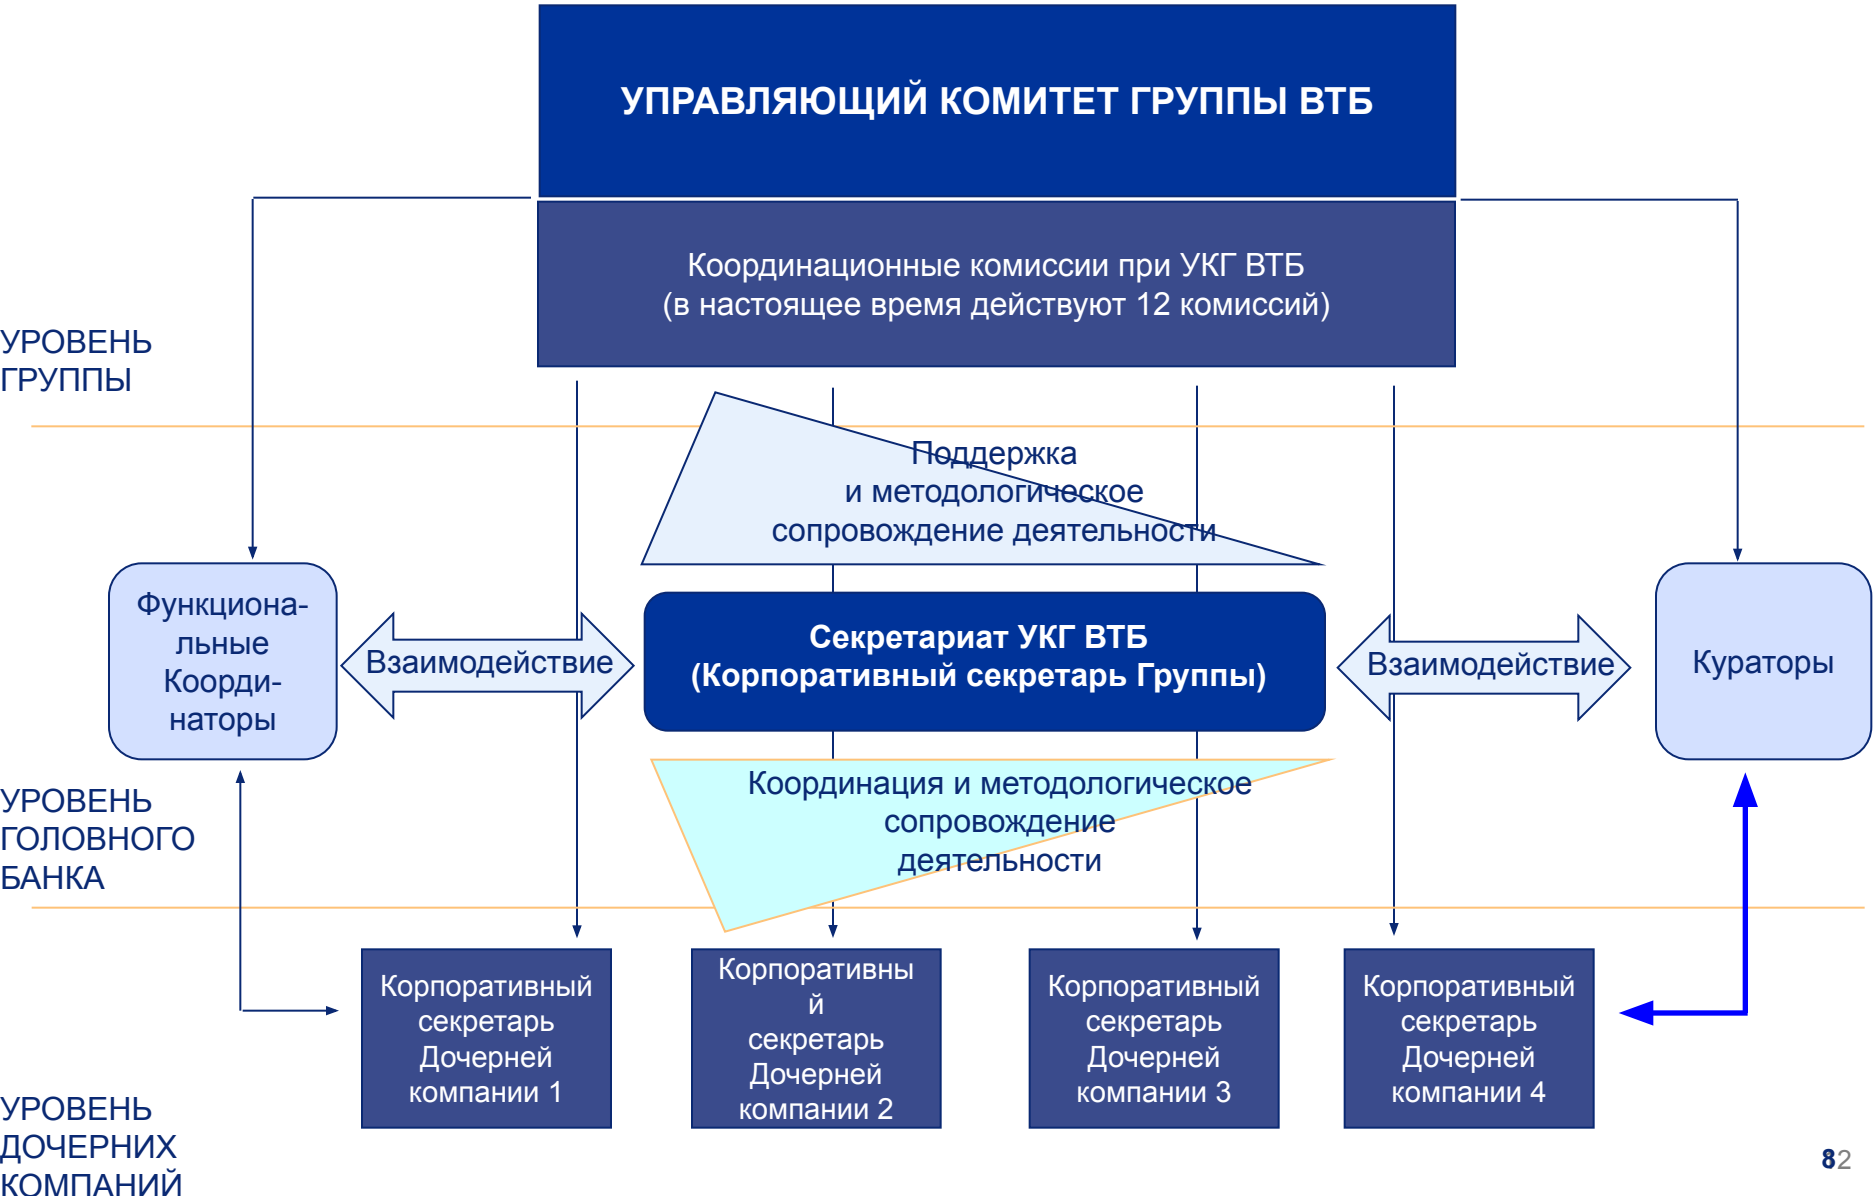 УПРАВЛЯЮЩИЙ КОМИТЕТ ГРУППЫ ВТБ
Координационные комиссии при УКГ ВТБ
(в настоящее время действуют 12 комиссий)
УРОВЕНЬ
ГРУППЫ
Поддержка
и методологическое
сопровождение деятельности
Функциона-
льные
Коорди-
наторы
Взаимодействие
Секретариат УКГ ВТБ
(Корпоративный секретарь Группы)
Взаимодействие
Кураторы
Координация и методологическое
сопровождение
деятельности
УРОВЕНЬ
ГОЛОВНОГО
БАНКА
Корпоративный
секретарь
Дочерней
компании 1
Корпоративны
й
секретарь
Дочерней
компании 2
Корпоративный
секретарь
Дочерней
компании 3
Корпоративный
секретарь
Дочерней
компании 4
УРОВЕНЬ
ДОЧЕРНИХ
КОМПАНИЙ
82